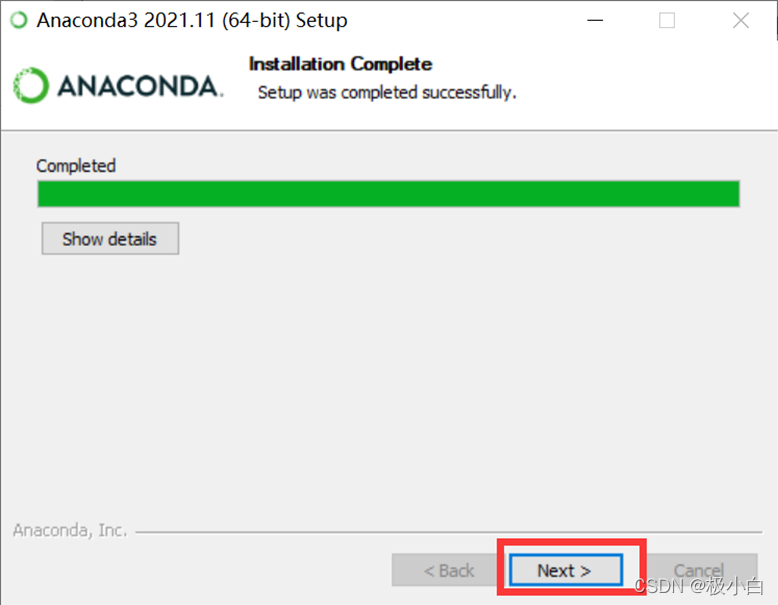 Anaconda3 2021.11 (64-bit) Setup
ANACONDA.
Installation Complete
Setup was completed successfully.
Completed
Show details
Anaconda, Inc.
< Back
Next >
Cancel
CSDN @极小白